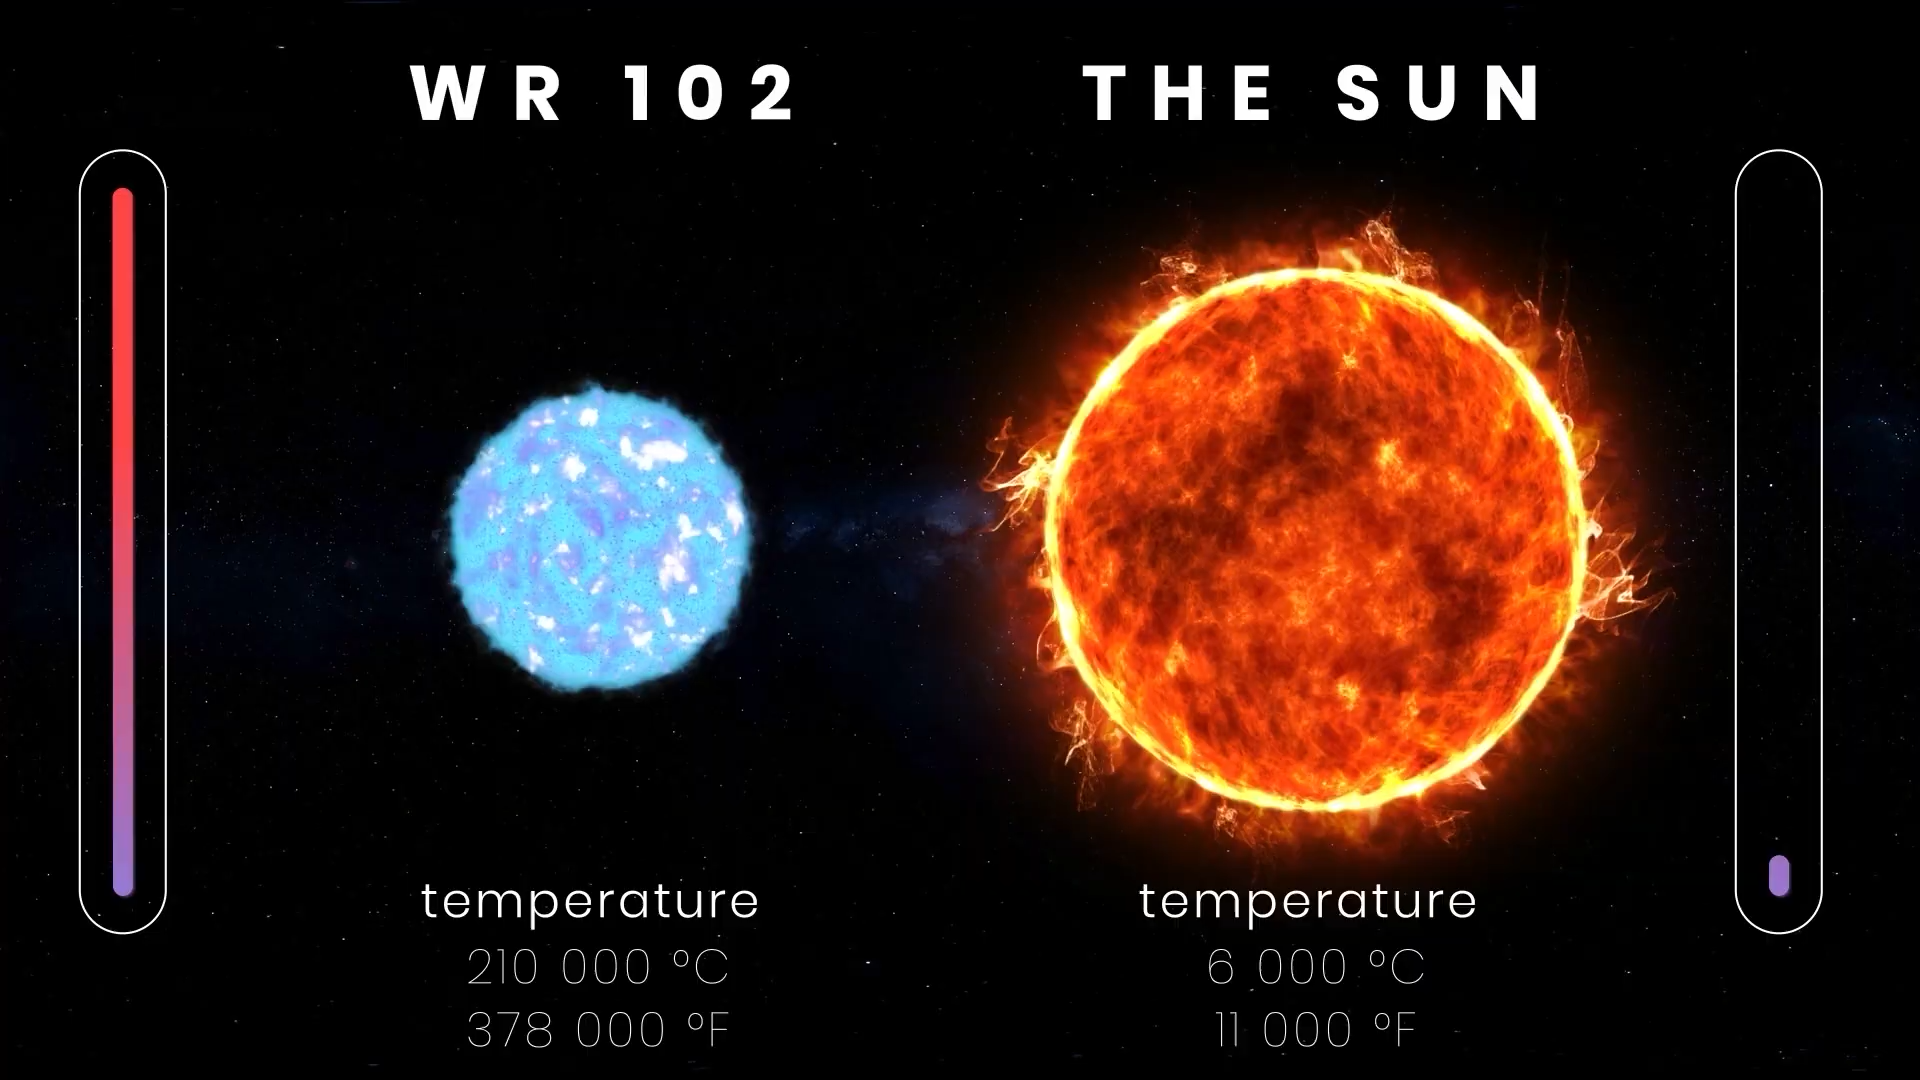 WR 102
THE SUN
temperature
210 000 °C
378 000 °F
temperature
6 000 °C
11 000 °F